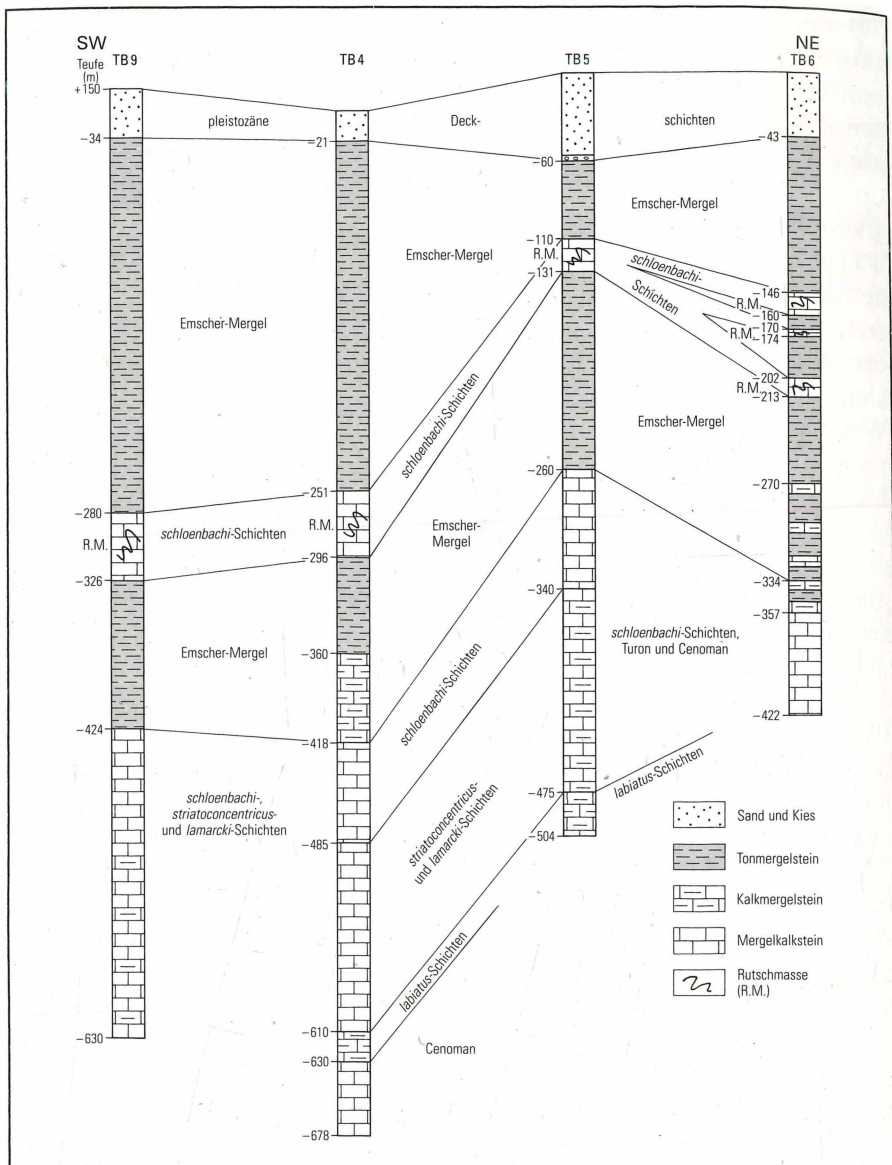 SW
NE
Teufe
(m)
TB 9
TB 4
TB 5
TB 6
+150
pleistozäne
Deck-
schichten
−34
−21
−60
−43
Emscher-Mergel
Emscher-Mergel
Emscher-Mergel
−110
R.M.
−131
schloenbachi-
Schichten
−146
R.M.
−160
−170
R.M.
−174
−202
R.M.
−213
schloenbachi-Schichten
−251
R.M.
−296
−280
R.M.
−326
schloenbachi-Schichten
Emscher-
Mergel
Emscher-Mergel
−260
−270
−334
−340
−357
Emscher-Mergel
−360
−418
−424
schloenbachi-Schichten
schloenbachi-Schichten,
Turon und Cenoman
−422
schloenbachi-,
striatoconcentricus-
und lamarcki-Schichten
−485
striatoconcentricus-
und lamarcki-Schichten
−475
−504
labiatus-Schichten
−610
−630
labiatus-Schichten
Cenoman
−630
−678
Sand und Kies
Tonmergelstein
Kalkmergelstein
Mergelkalkstein
Rutschmasse
(R.M.)